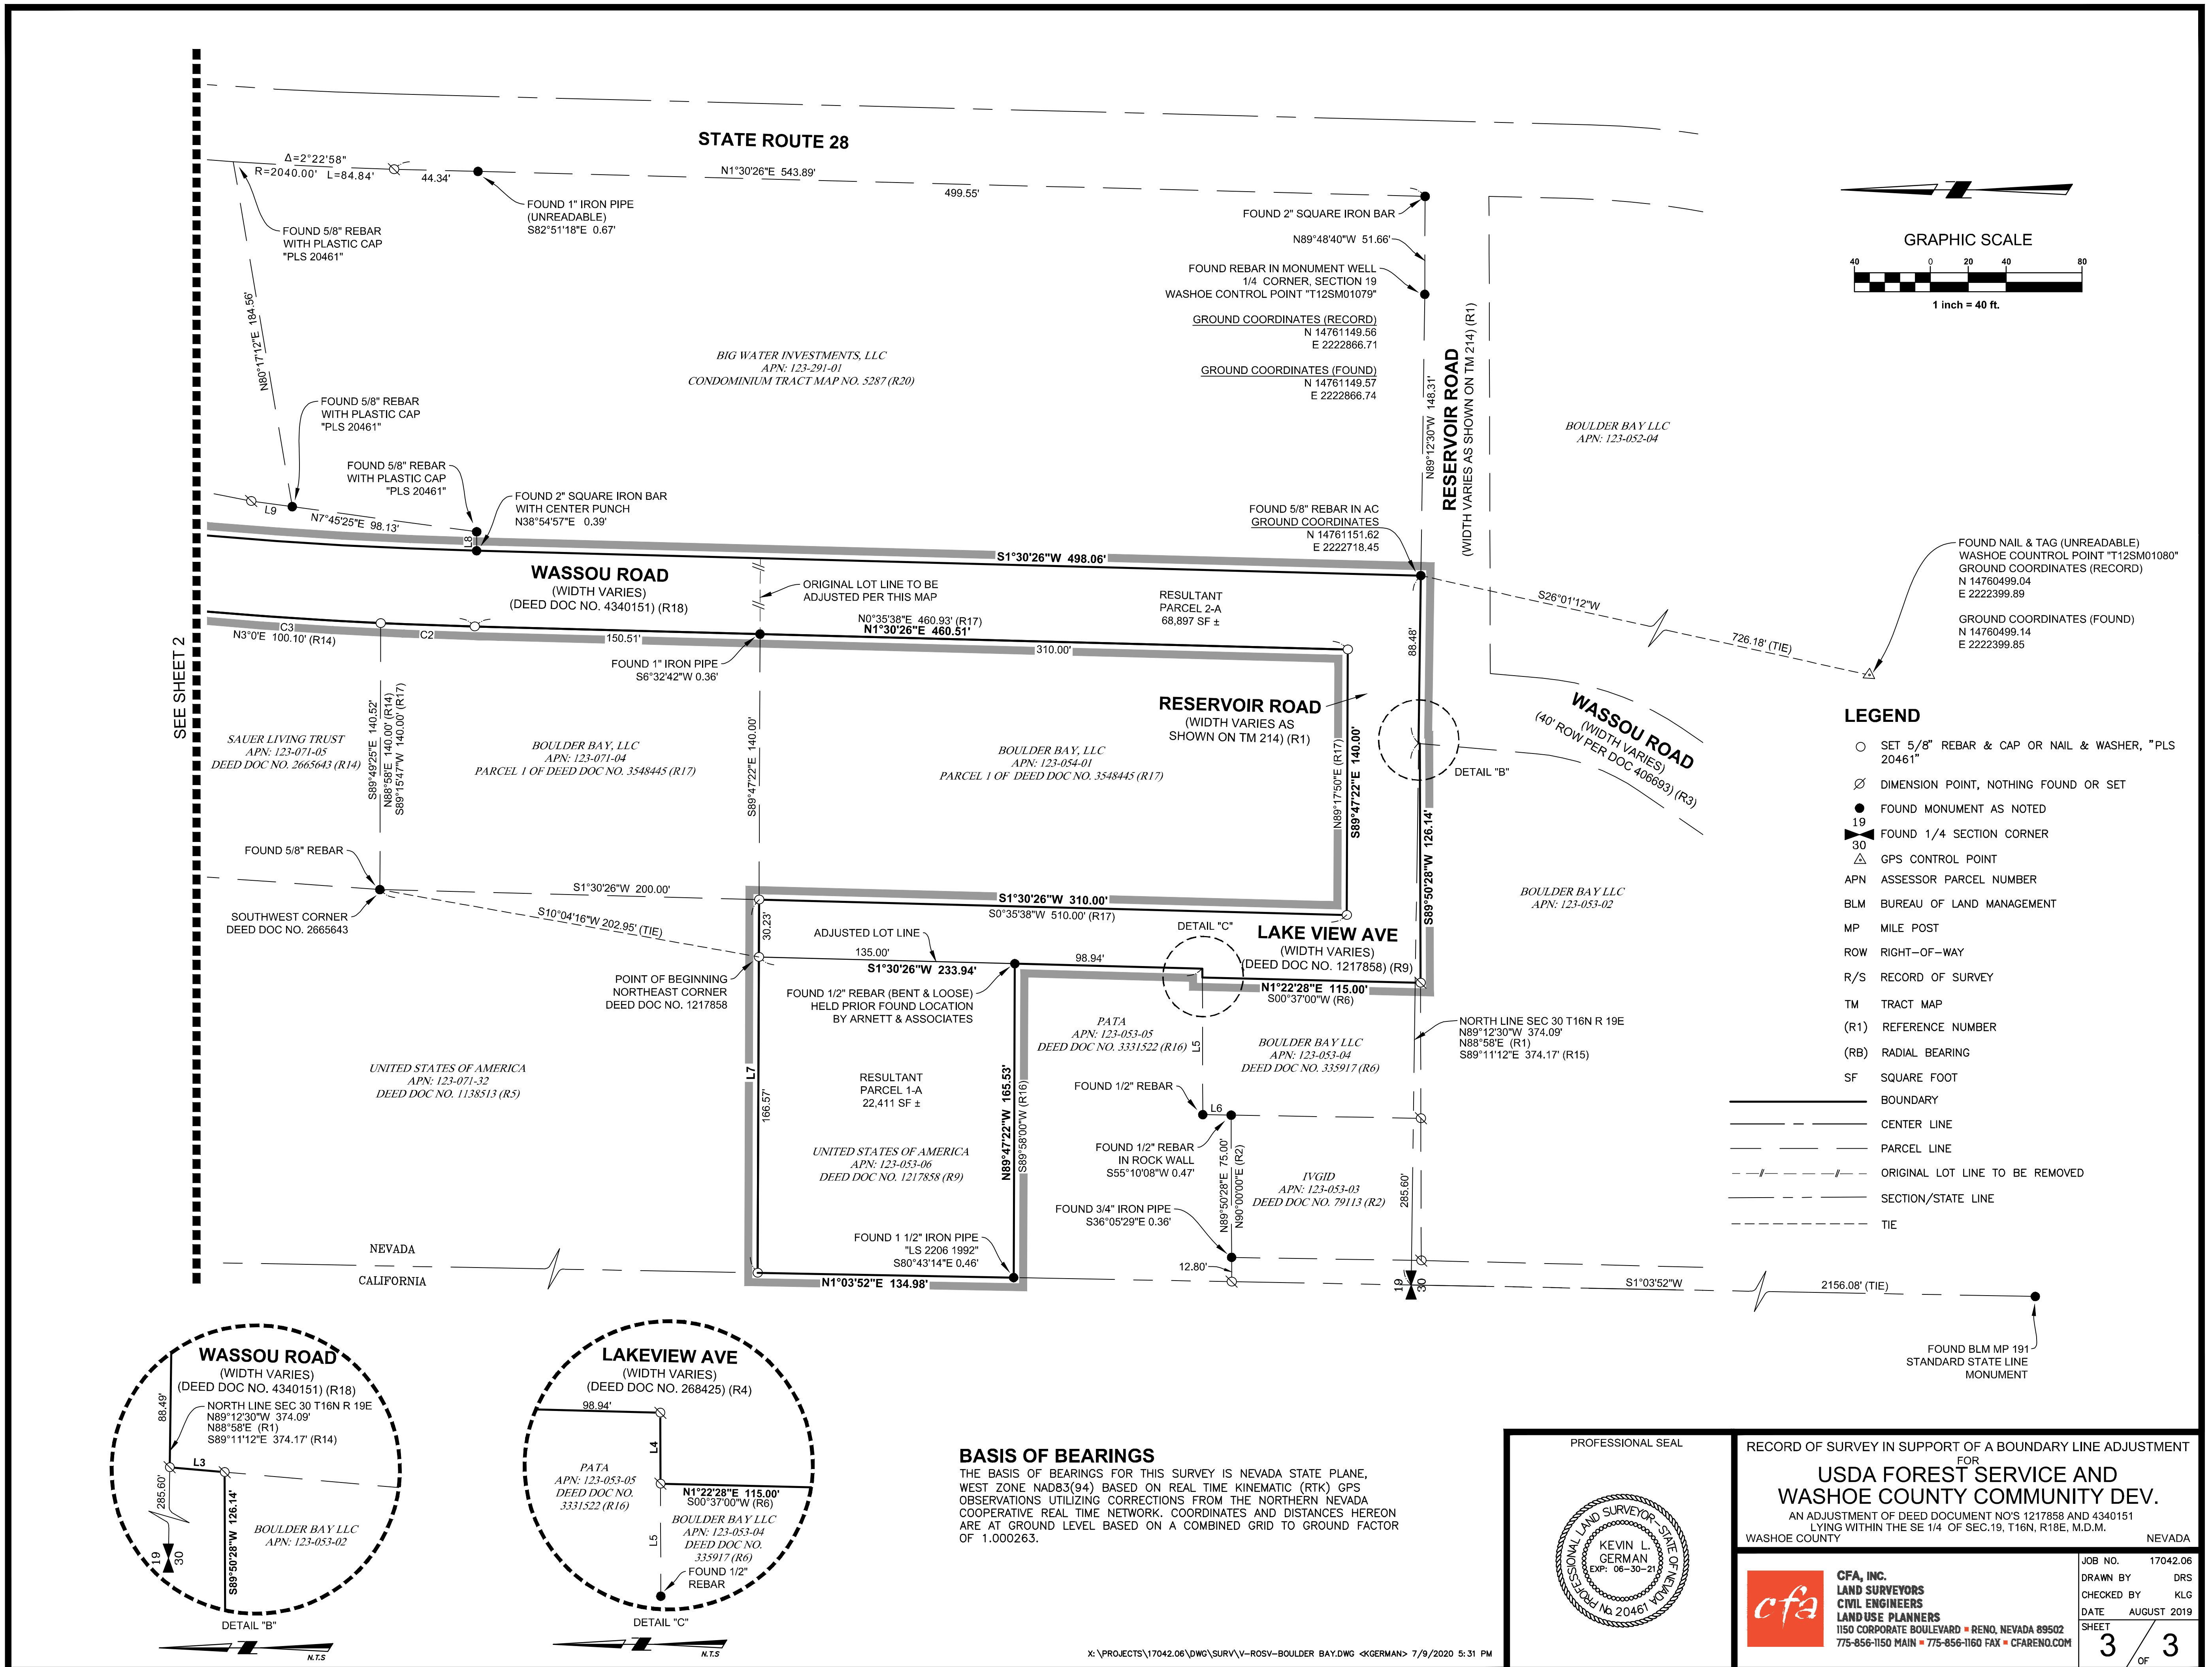 STATE ROUTE 28
Δ=2°22'58"
R=2040.00' L=84.84'
44.34'
N1°30'26"E 543.89'
499.55'
FOUND 1" IRON PIPE
(UNREADABLE)
S82°51'18"E 0.67'
FOUND 5/8" REBAR
WITH PLASTIC CAP
"PLS 20461"
N80°17'12"E 184.56'
FOUND 2" SQUARE IRON BAR
N89°48'40"W 51.66'
FOUND REBAR IN MONUMENT WELL
1/4 CORNER, SECTION 19
WASHOE CONTROL POINT "T12SM01079"
GROUND COORDINATES (RECORD)
N 14761149.56
E 2222866.71
GROUND COORDINATES (FOUND)
N 14761149.57
E 2222866.74
GRAPHIC SCALE
40 0 20 40 80
1 inch = 40 ft.
BIG WATER INVESTMENTS, LLC
APN: 123-291-01
CONDOMINIUM TRACT MAP NO. 5287 (R20)
N89°12'30"W 148.31'
RESERVOIR ROAD
(WIDTH VARIES AS SHOWN ON TM 214) (R1)
BOULDER BAY LLC
APN: 123-052-04
FOUND 5/8" REBAR
WITH PLASTIC CAP
"PLS 20461"
FOUND 5/8" REBAR
WITH PLASTIC CAP
"PLS 20461"
L9
N7°45'25"E 98.13'
L8
FOUND 2" SQUARE IRON BAR
WITH CENTER PUNCH
N38°54'57"E 0.39'
FOUND 5/8" REBAR IN AC
GROUND COORDINATES
N 14761151.62
E 2222718.45
S1°30'26"W 498.06'
FOUND NAIL & TAG (UNREADABLE)
WASHOE COUNTROL POINT "T12SM01080"
GROUND COORDINATES (RECORD)
N 14760499.04
E 2222399.89
GROUND COORDINATES (FOUND)
N 14760499.14
E 2222399.85
S26°01'12"W
726.18' (TIE)
WASSOU ROAD
(WIDTH VARIES)
(DEED DOC NO. 4340151) (R18)
ORIGINAL LOT LINE TO BE
ADJUSTED PER THIS MAP
RESULTANT
PARCEL 2-A
68,897 SF ±
C3
N3°0'E 100.10' (R14)
C2
150.51'
N0°35'38"E 460.93' (R17)
N1°30'26"E 460.51'
310.00'
88.48'
FOUND 1" IRON PIPE
S6°32'42"W 0.36'
SEE SHEET 2
S89°49'25"E 140.52'
N88°58'E 140.00' (R14)
S89°15'47"W 140.00' (R17)
SAUER LIVING TRUST
APN: 123-071-05
DEED DOC NO. 2665643 (R14)
BOULDER BAY, LLC
APN: 123-071-04
PARCEL 1 OF DEED DOC NO. 3548445 (R17)
S89°47'22"E 140.00'
BOULDER BAY, LLC
APN: 123-054-01
PARCEL 1 OF DEED DOC NO. 3548445 (R17)
RESERVOIR ROAD
(WIDTH VARIES AS
SHOWN ON TM 214) (R1)
N89°17'50"E (R17)
S89°47'22"E 140.00'
DETAIL "B"
WASSOU ROAD
(WIDTH VARIES)
(40' ROW PER DOC 406693) (R3)
S89°50'28"W 126.14'
LEGEND
SET 5/8" REBAR & CAP OR NAIL & WASHER, "PLS
20461"
DIMENSION POINT, NOTHING FOUND OR SET
FOUND MONUMENT AS NOTED
19
FOUND 1/4 SECTION CORNER
30
GPS CONTROL POINT
APN ASSESSOR PARCEL NUMBER
BLM BUREAU OF LAND MANAGEMENT
MP MILE POST
ROW RIGHT-OF-WAY
R/S RECORD OF SURVEY
TM TRACT MAP
(R1) REFERENCE NUMBER
(RB) RADIAL BEARING
SF SQUARE FOOT
BOUNDARY
CENTER LINE
PARCEL LINE
ORIGINAL LOT LINE TO BE REMOVED
SECTION/STATE LINE
TIE
FOUND 5/8" REBAR
SOUTHWEST CORNER
DEED DOC NO. 2665643
S1°30'26"W 200.00'
S10°04'16"W 202.95' (TIE)
S1°30'26"W 310.00'
S0°35'38"W 510.00' (R17)
30.23'
ADJUSTED LOT LINE
135.00'
S1°30'26"W 233.94'
98.94'
POINT OF BEGINNING
NORTHEAST CORNER
DEED DOC NO. 1217858
FOUND 1/2" REBAR (BENT & LOOSE)
HELD PRIOR FOUND LOCATION
BY ARNETT & ASSOCIATES
DETAIL "C"
LAKE VIEW AVE
(WIDTH VARIES)
(DEED DOC NO. 1217858) (R9)
N1°22'28"E 115.00'
S00°37'00"W (R6)
BOULDER BAY LLC
APN: 123-053-02
NORTH LINE SEC 30 T16N R 19E
N89°12'30"W 374.09'
N88°58'E (R1)
S89°11'12"E 374.17' (R15)
PATA
APN: 123-053-05
DEED DOC NO. 3331522 (R16)
L5
BOULDER BAY LLC
APN: 123-053-04
DEED DOC NO. 335917 (R6)
UNITED STATES OF AMERICA
APN: 123-071-32
DEED DOC NO. 1138513 (R5)
L7
166.57'
RESULTANT
PARCEL 1-A
22,411 SF ±
UNITED STATES OF AMERICA
APN: 123-053-06
DEED DOC NO. 1217858 (R9)
N89°47'22"W 165.53'
S89°58'00"W (R16)
FOUND 1/2" REBAR
L6
FOUND 1/2" REBAR
IN ROCK WALL
S55°10'08"W 0.47'
N89°50'28"E 75.00'
N90°00'00"E (R2)
IVGID
APN: 123-053-03
DEED DOC NO. 79113 (R2)
285.60'
FOUND 3/4" IRON PIPE
S36°05'29"E 0.36'
12.80'
FOUND 1 1/2" IRON PIPE
"LS 2206 1992"
S80°43'14"E 0.46'
NEVADA
CALIFORNIA
N1°03'52"E 134.98'
19
30
S1°03'52"W
2156.08' (TIE)
FOUND BLM MP 191
STANDARD STATE LINE
MONUMENT
WASSOU ROAD
(WIDTH VARIES)
(DEED DOC NO. 4340151) (R18)
88.49'
NORTH LINE SEC 30 T16N R 19E
N89°12'30"W 374.09'
N88°58'E (R1)
S89°11'12"E 374.17' (R14)
L3
285.60'
S89°50'28"W 126.14'
BOULDER BAY LLC
APN: 123-053-02
19
30
DETAIL "B"
N.T.S
LAKEVIEW AVE
(WIDTH VARIES)
(DEED DOC NO. 268425) (R4)
98.94'
L4
PATA
APN: 123-053-05
DEED DOC NO.
3331522 (R16)
N1°22'28"E 115.00'
S00°37'00"W (R6)
BOULDER BAY LLC
APN: 123-053-04
DEED DOC NO.
335917 (R6)
L5
FOUND 1/2"
REBAR
DETAIL "C"
N.T.S
BASIS OF BEARINGS
THE BASIS OF BEARINGS FOR THIS SURVEY IS NEVADA STATE PLANE,
WEST ZONE NAD83(94) BASED ON REAL TIME KINEMATIC (RTK) GPS
OBSERVATIONS UTILIZING CORRECTIONS FROM THE NORTHERN NEVADA
COOPERATIVE REAL TIME NETWORK. COORDINATES AND DISTANCES HEREON
ARE AT GROUND LEVEL BASED ON A COMBINED GRID TO GROUND FACTOR
OF 1.000263.
X: \PROJECTS\17042.06\DWG\SURV\V-ROSV-BOULDER BAY.DWG <KGERMAN> 7/9/2020 5:31 PM
PROFESSIONAL SEAL
PROFESSIONAL LAND SURVEYOR-STATE OF NEVADA
KEVIN L.
GERMAN
EXP: 06-30-21
No. 20461
RECORD OF SURVEY IN SUPPORT OF A BOUNDARY LINE ADJUSTMENT
FOR
USDA FOREST SERVICE AND
WASHOE COUNTY COMMUNITY DEV.
AN ADJUSTMENT OF DEED DOCUMENT NO'S 1217858 AND 4340151
LYING WITHIN THE SE 1/4 OF SEC.19, T16N, R18E, M.D.M.
WASHOE COUNTY NEVADA
cfa
CFA, INC.
LAND SURVEYORS
CIVIL ENGINEERS
LAND USE PLANNERS
1150 CORPORATE BOULEVARD ▪ RENO, NEVADA 89502
775-856-1150 MAIN ▪ 775-856-1160 FAX ▪ CFARENO.COM
JOB NO. 17042.06
DRAWN BY DRS
CHECKED BY KLG
DATE AUGUST 2019
SHEET
3 OF 3